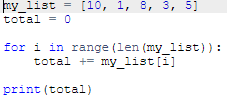 my_list = [10, 1, 8, 3, 5]
total = 0

for i in range(len(my_list)):
    total += my_list[i]

print(total)